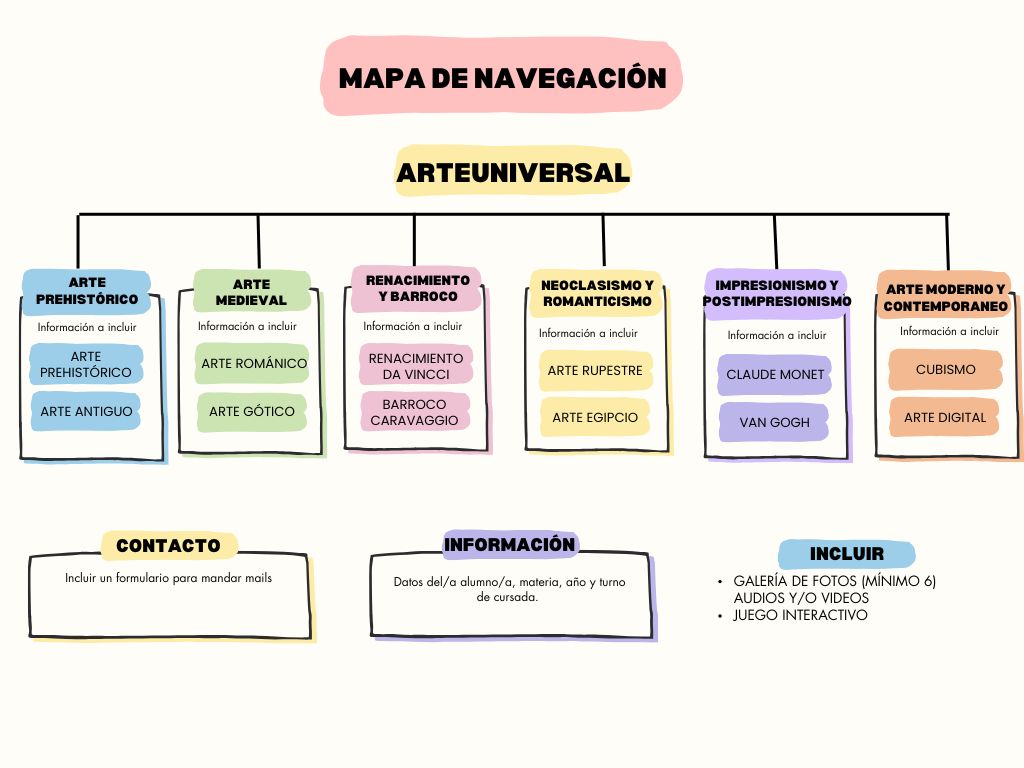 MAPA DE NAVEGACIÓN
ARTEUNIVERSAL
ARTE
PREHISTÓRICO
Información a incluir
ARTE
PREHISTÓRICO
ARTE ANTIGUO
ARTE
MEDIEVAL
Información a incluir
ARTE ROMÁNICO
ARTE GÓTICO
RENACIMIENTO
Y BARROCO
Información a incluir
RENACIMIENTO
DA VINCCI
BARROCO
CARAVAGGIO
NEOCLASISMO Y
ROMANTICISMO
Información a incluir
ARTE RUPESTRE
ARTE EGIPCIO
IMPRESIONISMO Y
POSTIMPRESIONISMO
Información a incluir
CLAUDE MONET
VAN GOGH
ARTE MODERNO Y
CONTEMPORANEO
Información a incluir
CUBISMO
ARTE DIGITAL
CONTACTO
Incluir un formulario para mandar mails
INFORMACIÓN
Datos del/a alumno/a, materia, año y turno
de cursada.
INCLUIR
• GALERÍA DE FOTOS (MÍNIMO 6)
AUDIOS Y/O VIDEOS
• JUEGO INTERACTIVO